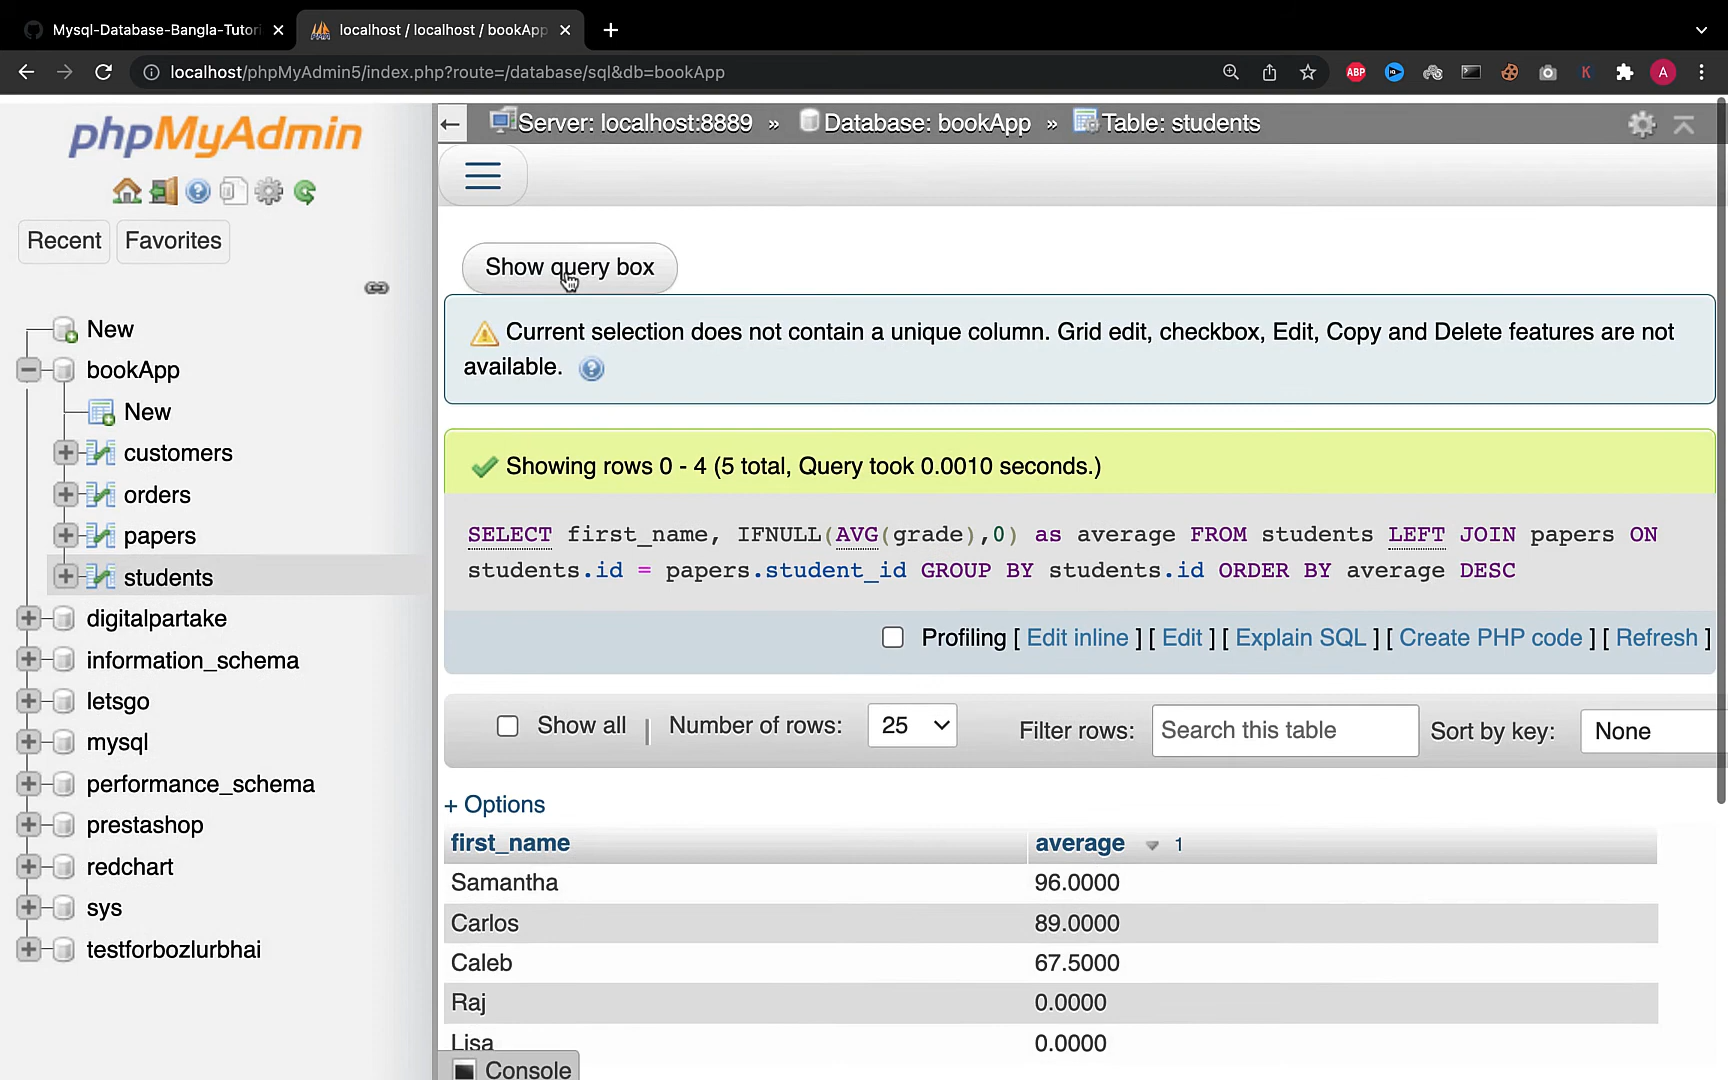 Mysql-Database-Bangla-Tutori
localhost / localhost / bookApp
localhost/phpMyAdmin5/index.php?route=/database/sql&db=bookApp
ABP
K
A
phpMyAdmin
Recent
Favorites
New
bookApp
New
customers
orders
papers
students
digitalpartake
information_schema
letsgo
mysql
performance_schema
prestashop
redchart
sys
testforbozlurbhai
Server: localhost:8889 » Database: bookApp » Table: students
Show query box
Current selection does not contain a unique column. Grid edit, checkbox, Edit, Copy and Delete features are not
available.
Showing rows 0 - 4 (5 total, Query took 0.0010 seconds.)
SELECT first_name, IFNULL(AVG(grade),0) as average FROM students LEFT JOIN papers ON
students.id = papers.student_id GROUP BY students.id ORDER BY average DESC
Profiling [ Edit inline ] [ Edit ] [ Explain SQL ] [ Create PHP code ] [ Refresh ]
Show all | Number of rows: 25 Filter rows: Search this table Sort by key: None
+ Options
first_name average 1
Samantha 96.0000
Carlos 89.0000
Caleb 67.5000
Raj 0.0000
Lisa 0.0000
Console